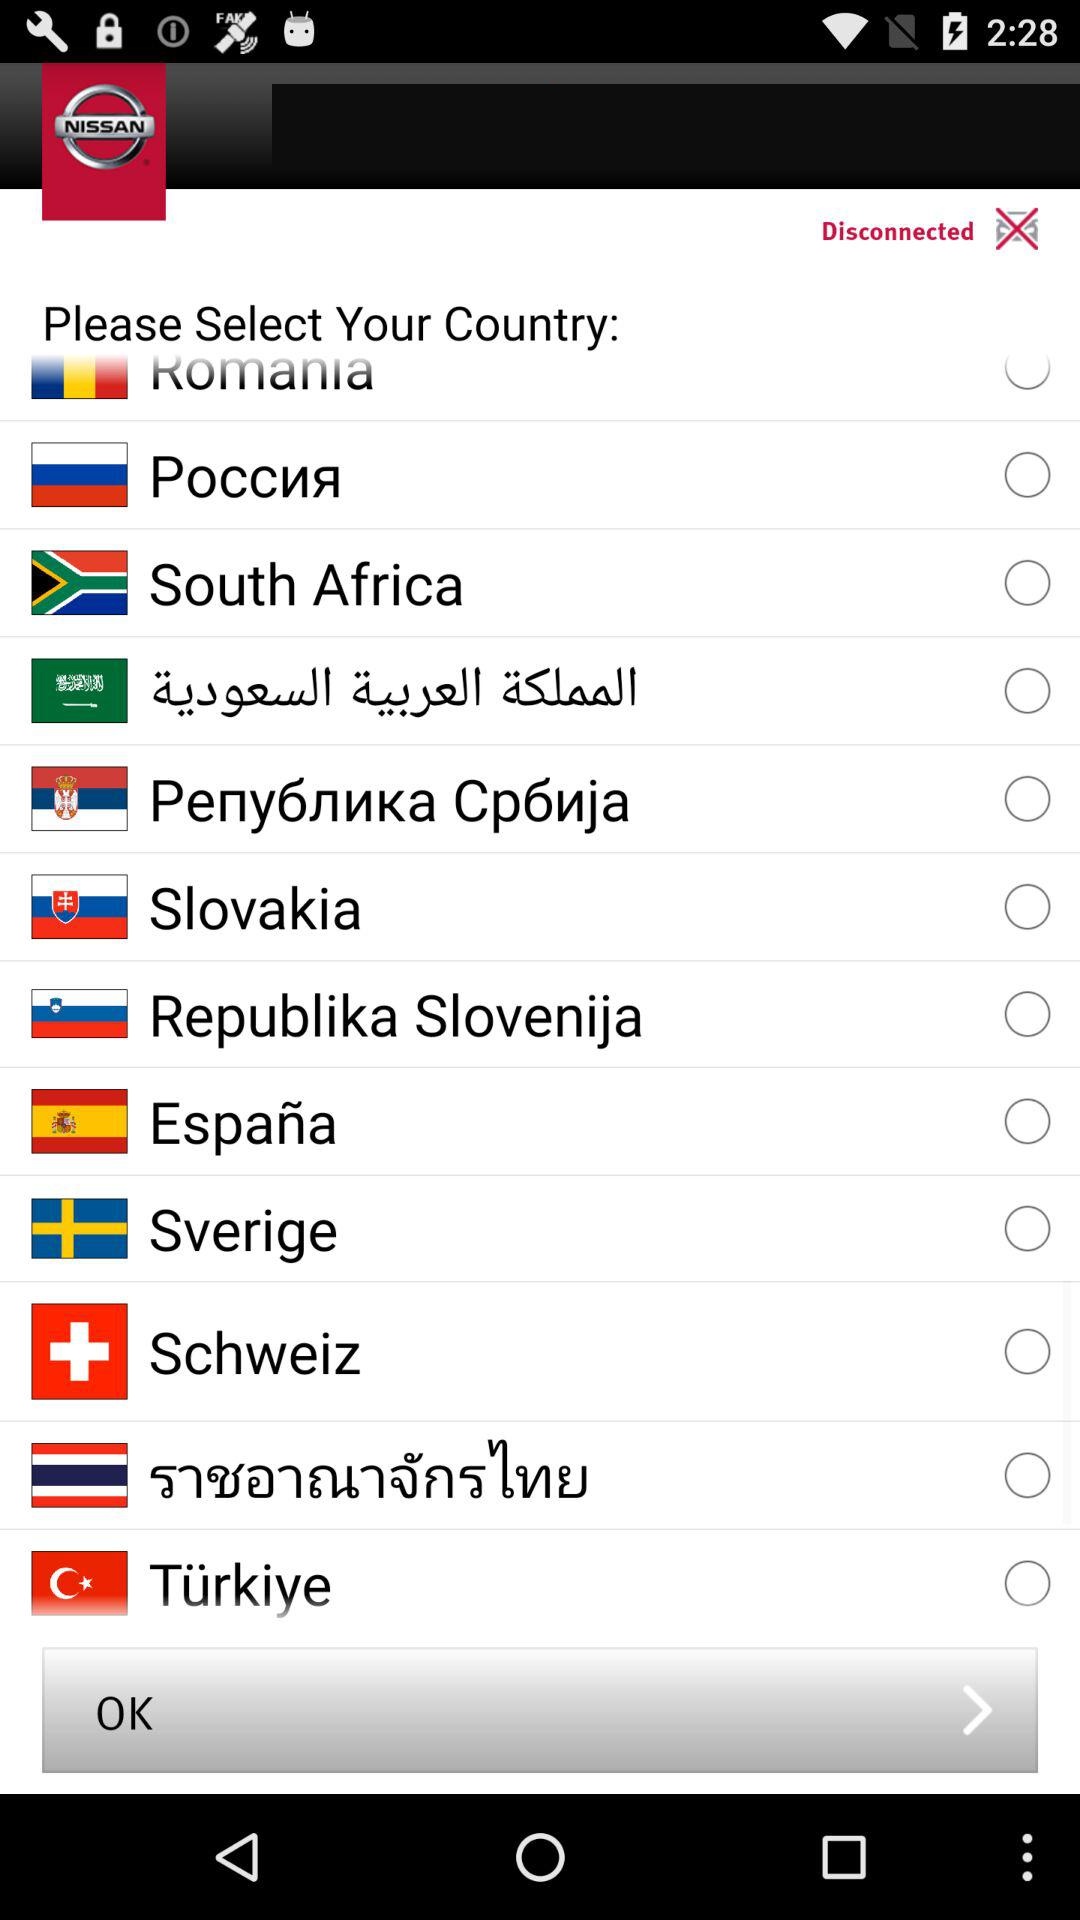 FAKE
2:28
NISSAN
Disconnected
Please Select Your Country:
Romania
Россия
South Africa
المملكة العربية السعودية
Република Србија
Slovakia
Republika Slovenija
España
Sverige
Schweiz
ราชอาณาจักรไทย
Türkiye
OK